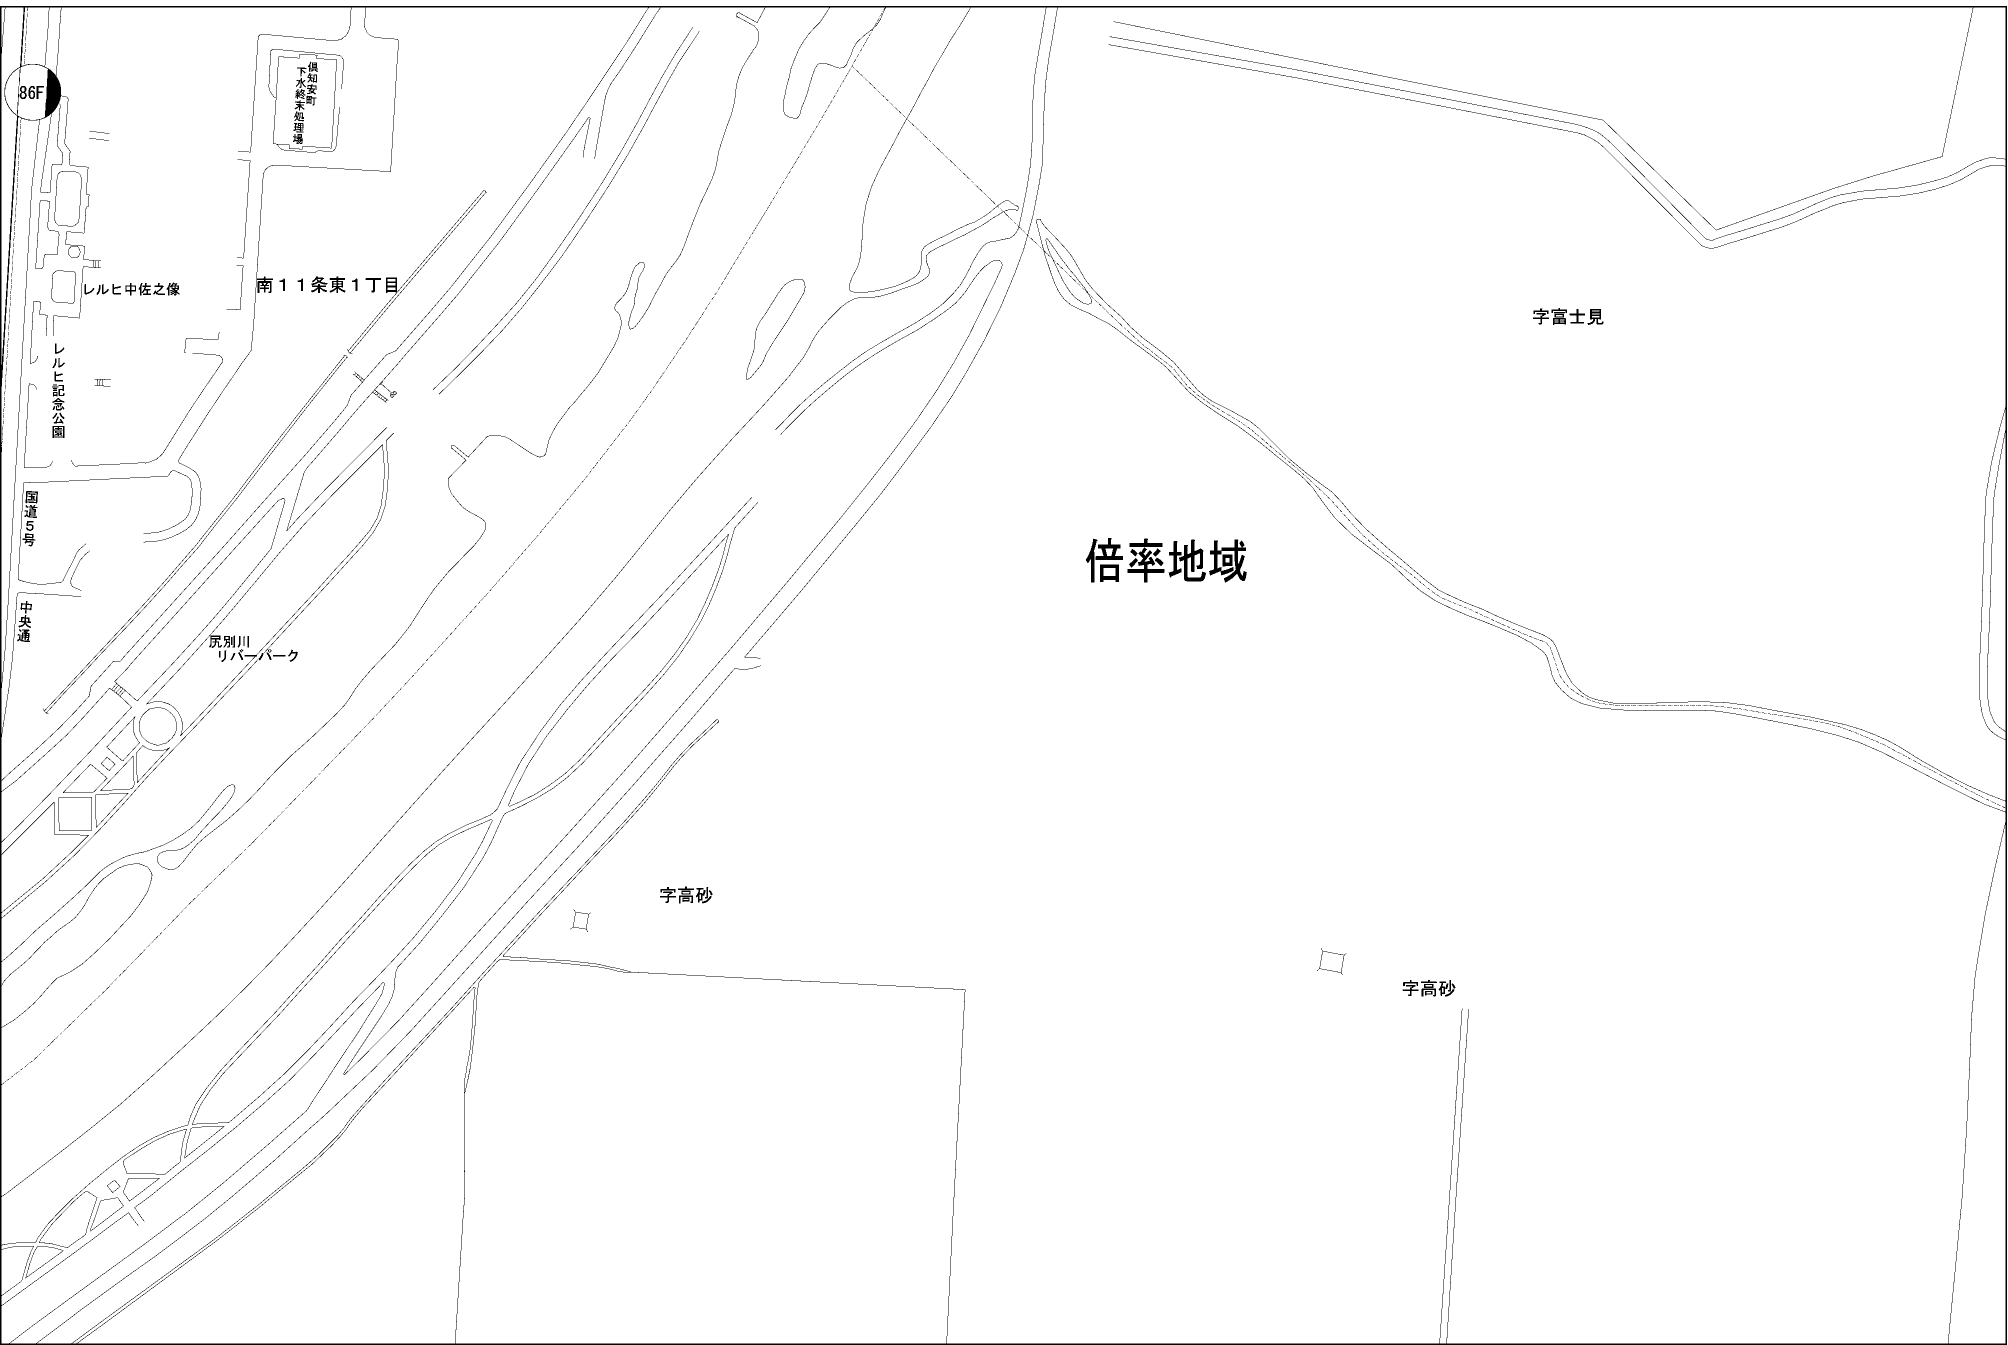 86F
倶知安町
下水終末処理場
レルヒ中佐之像
南１１条東１丁目
字富士見
レルヒ記念公園
国道５号
倍率地域
中央通
尻別川
リバーパーク
字高砂
字高砂